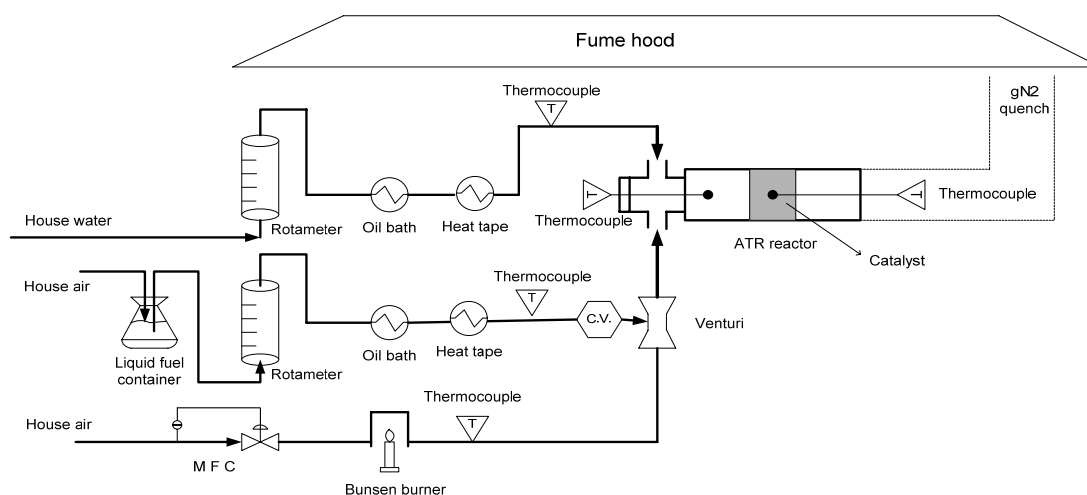 Fume hood
gN2
quench
Thermocouple
T
House water
Rotameter
Oil bath
Heat tape
T
Thermocouple
T
Thermocouple
ATR reactor
Catalyst
House air
Liquid fuel
container
Rotameter
Oil bath
Heat tape
Thermocouple
T
C.V.
Venturi
House air
M F C
Bunsen burner
Thermocouple
T